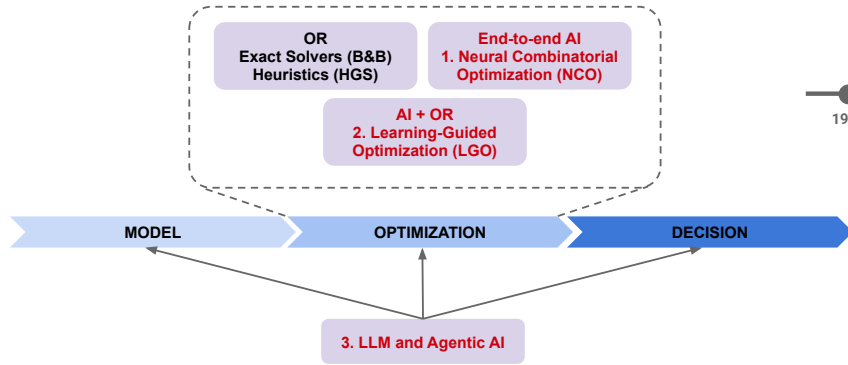 OR
Exact Solvers (B&B)
Heuristics (HGS)
End-to-end AI
1. Neural Combinatorial
Optimization (NCO)
AI + OR
2. Learning-Guided
Optimization (LGO)
19
MODEL
OPTIMIZATION
DECISION
3. LLM and Agentic AI